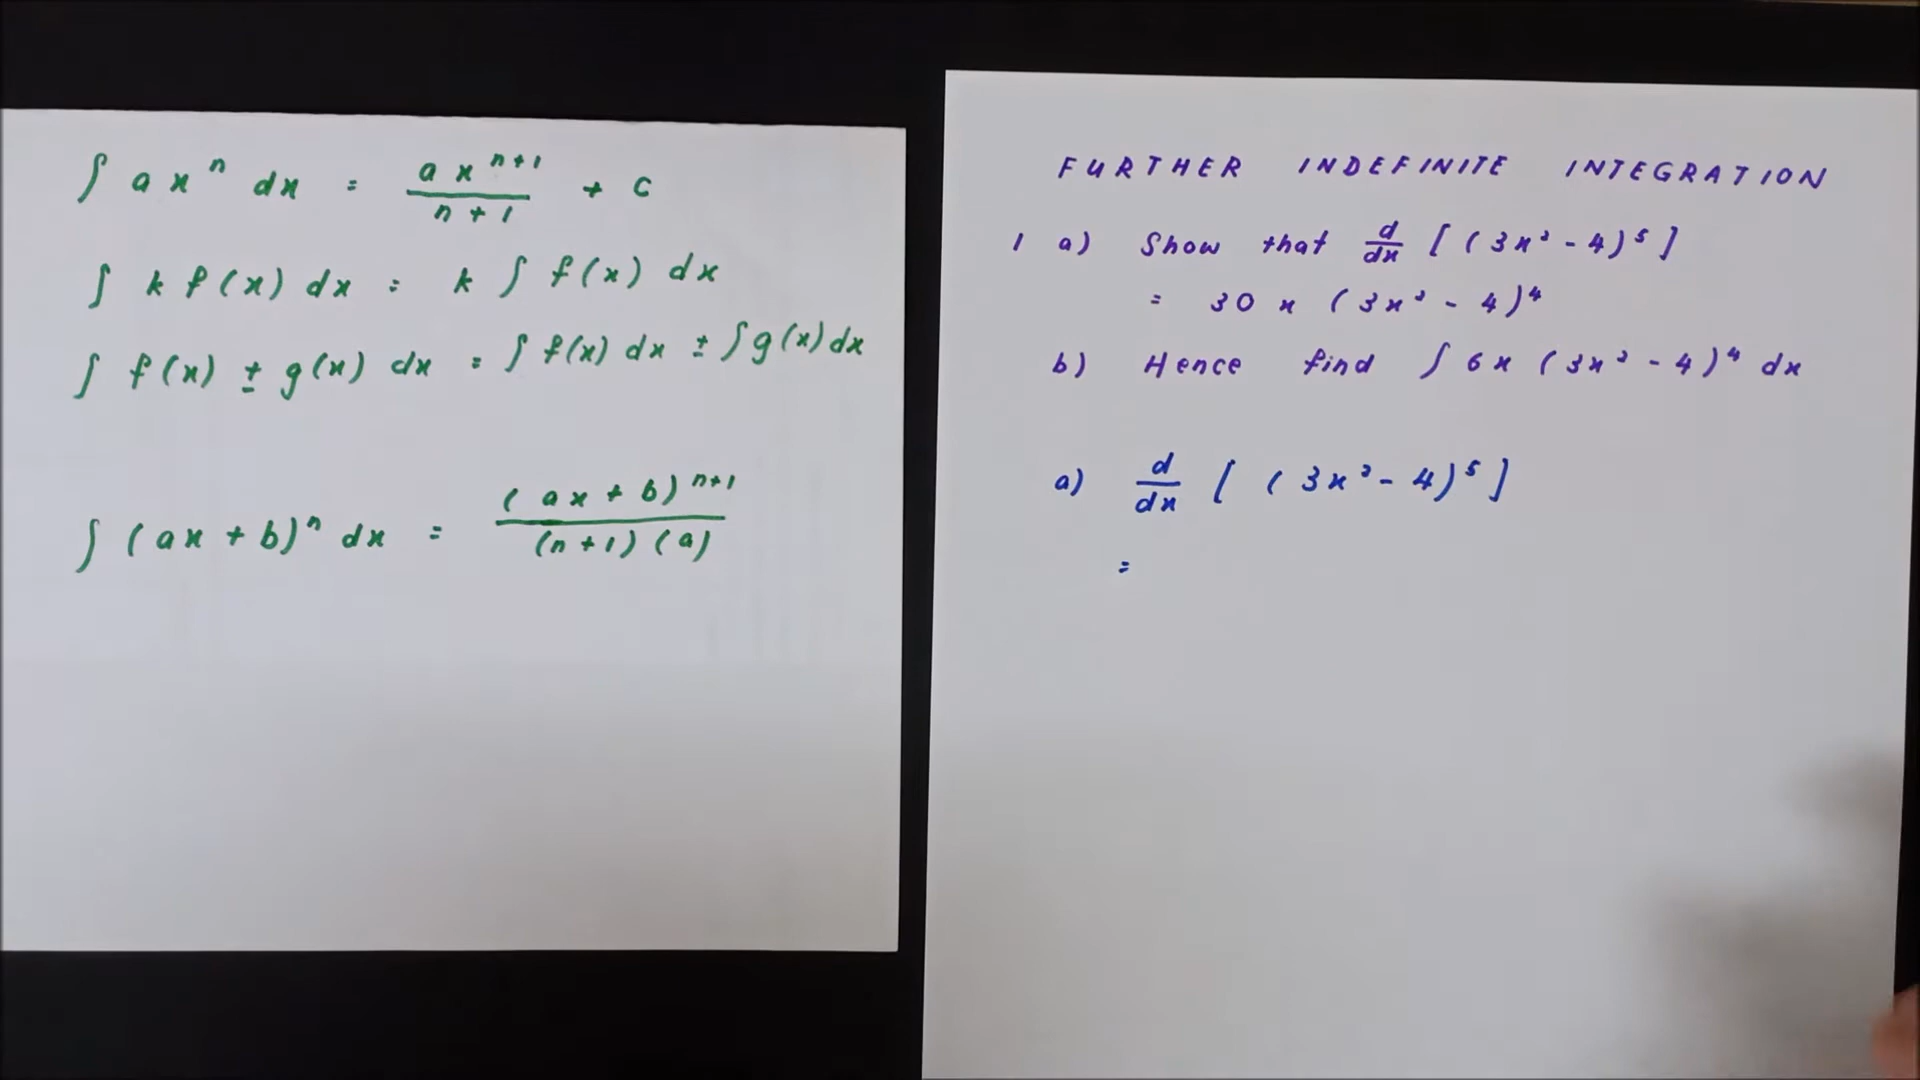 ∫ a xⁿ dx = a xⁿ⁺¹ / n + 1 + c
∫ k f(x) dx = k ∫ f(x) dx
∫ f(x) ± g(x) dx = ∫ f(x) dx ± ∫ g(x) dx
∫ (ax + b)ⁿ dx = (ax + b)ⁿ⁺¹ / (n + 1) (a)
FURTHER INDEFINITE INTEGRATION
1 a) Show that d/dx [ (3x² - 4)⁵ ]
= 30 x (3x² - 4)⁴
b) Hence find ∫ 6x (3x² - 4)⁴ dx
a) d/dx [ (3x² - 4)⁵ ]
=